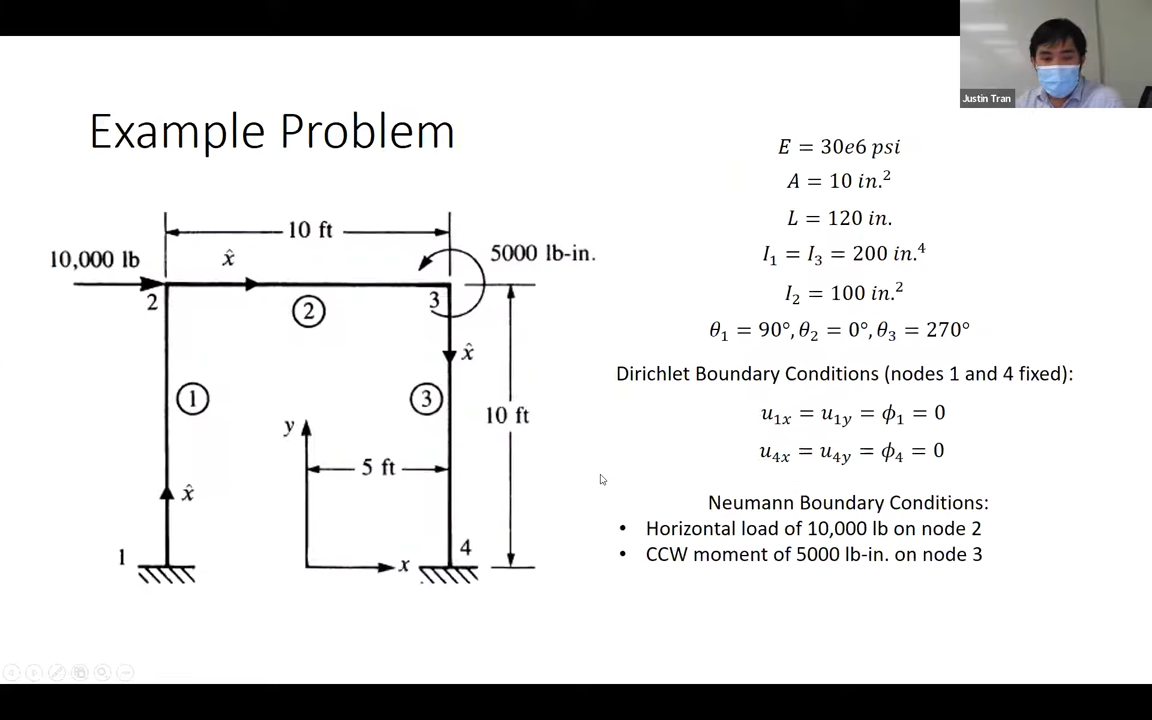 Justin Tran
Example Problem
10 ft
10,000 lb
x̂
5000 lb-in.
2
3
②
x̂
①
③
10 ft
y
5 ft
x̂
1
4
x
E = 30e6 psi
A = 10 in.²
L = 120 in.
I₁ = I₃ = 200 in.⁴
I₂ = 100 in.²
θ₁ = 90°, θ₂ = 0°, θ₃ = 270°
Dirichlet Boundary Conditions (nodes 1 and 4 fixed):
u₁ₓ = u₁ᵧ = ϕ₁ = 0
u₄ₓ = u₄ᵧ = ϕ₄ = 0
Neumann Boundary Conditions:
• Horizontal load of 10,000 lb on node 2
• CCW moment of 5000 lb-in. on node 3